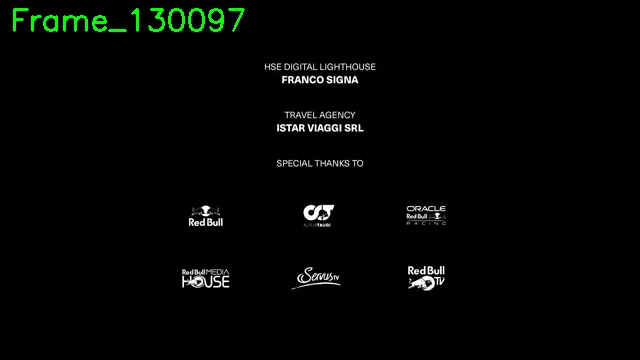 Frame_130097
HSE DIGITAL LIGHTHOUSE
FRANCO SIGNA
TRAVEL AGENCY
ISTAR VIAGGI SRL
SPECIAL THANKS TO
Red Bull
ALPHATAURI
ORACLE
Red Bull
RACING
Red Bull MEDIA
HOUSE
ServusTV
Red Bull
TV